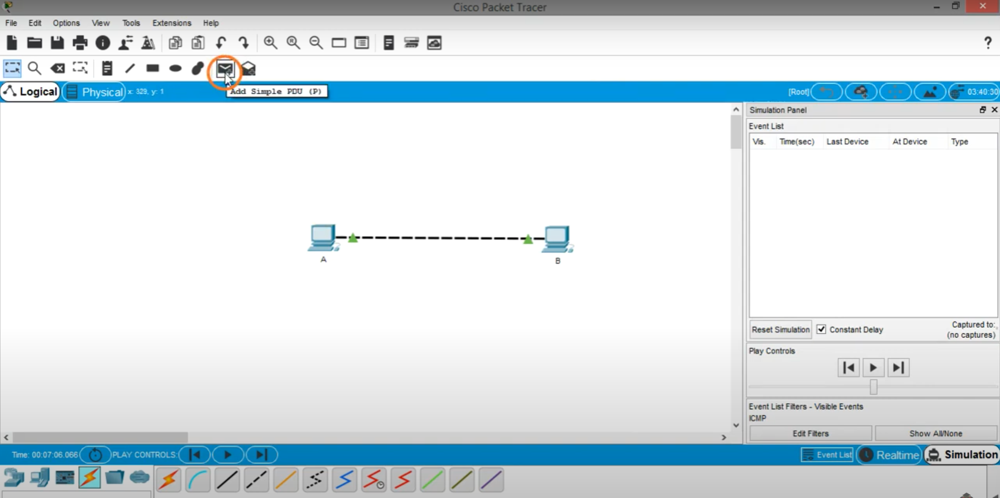 Cisco Packet Tracer
File Edit Options View Tools Extensions Help
?
Add Simple PDU (P)
Logical Physical x: 329, y: 1
[Root] 03:40:30
Simulation Panel
Event List
Vis. Time(sec) Last Device At Device Type
A
B
Reset Simulation Constant Delay
Captured to:
(no captures)
Play Controls
Event List Filters - Visible Events
ICMP
Edit Filters Show All/None
Time: 00:07:06.066 PLAY CONTROLS:
Event List Realtime Simulation